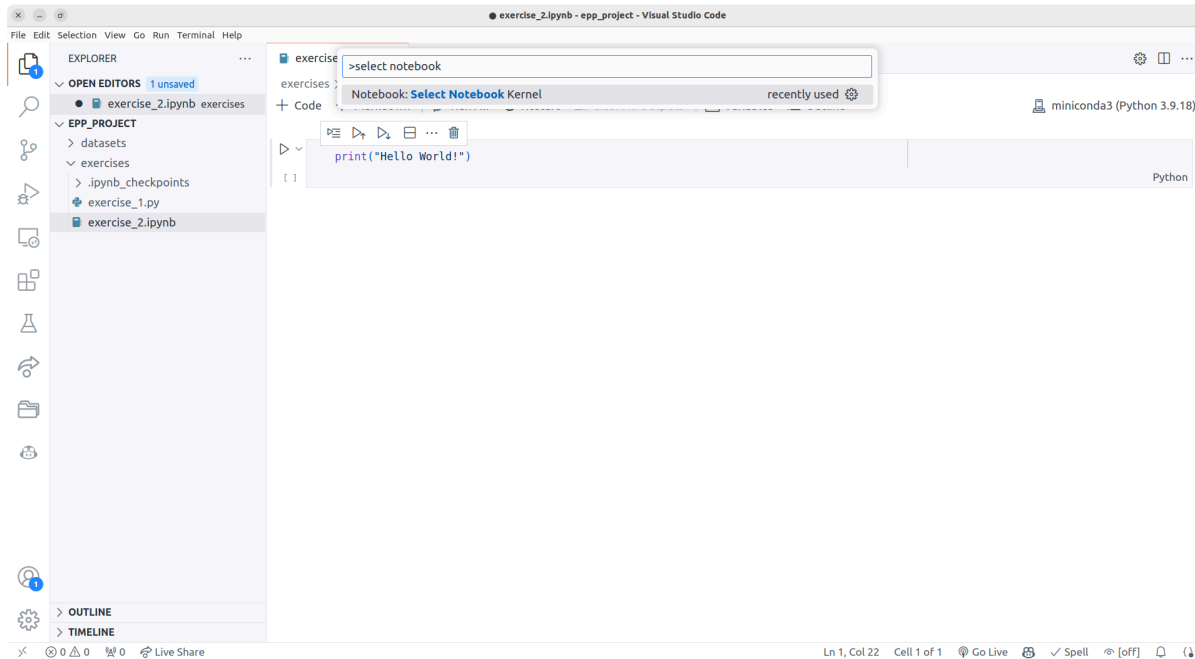 exercise_2.ipynb - epp_project - Visual Studio Code
File Edit Selection View Go Run Terminal Help
EXPLORER
OPEN EDITORS 1 unsaved
exercise_2.ipynb exercises
EPP_PROJECT
datasets
exercises
.ipynb_checkpoints
exercise_1.py
exercise_2.ipynb
OUTLINE
TIMELINE
exercise
>select notebook
exercises
Notebook: Select Notebook Kernel recently used
Code
miniconda3 (Python 3.9.18)
print("Hello World!")
[ ]
Python
1
1
0 0 0 Live Share
Ln 1, Col 22 Cell 1 of 1 Go Live Spell [off]